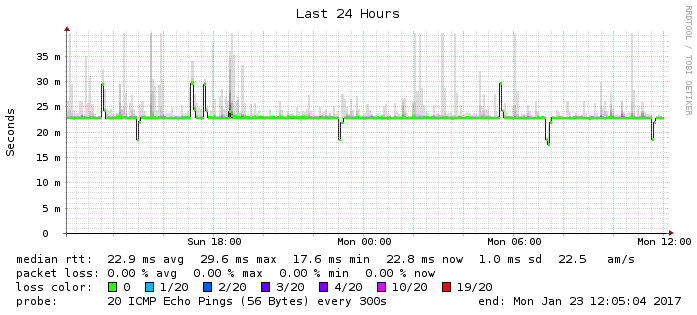 Last 24 Hours
RRDTOOL / TOBI OETIKER
Seconds
35 m
30 m
25 m
20 m
15 m
10 m
5 m
0
Sun 18:00 Mon 00:00 Mon 06:00 Mon 12:00
median rtt: 22.9 ms avg 29.6 ms max 17.6 ms min 22.8 ms now 1.0 ms sd 22.5 am/s
packet loss: 0.00 % avg 0.00 % max 0.00 % min 0.00 % now
loss color: 0 1/20 2/20 3/20 4/20 10/20 19/20
probe: 20 ICMP Echo Pings (56 Bytes) every 300s end: Mon Jan 23 12:05:04 2017